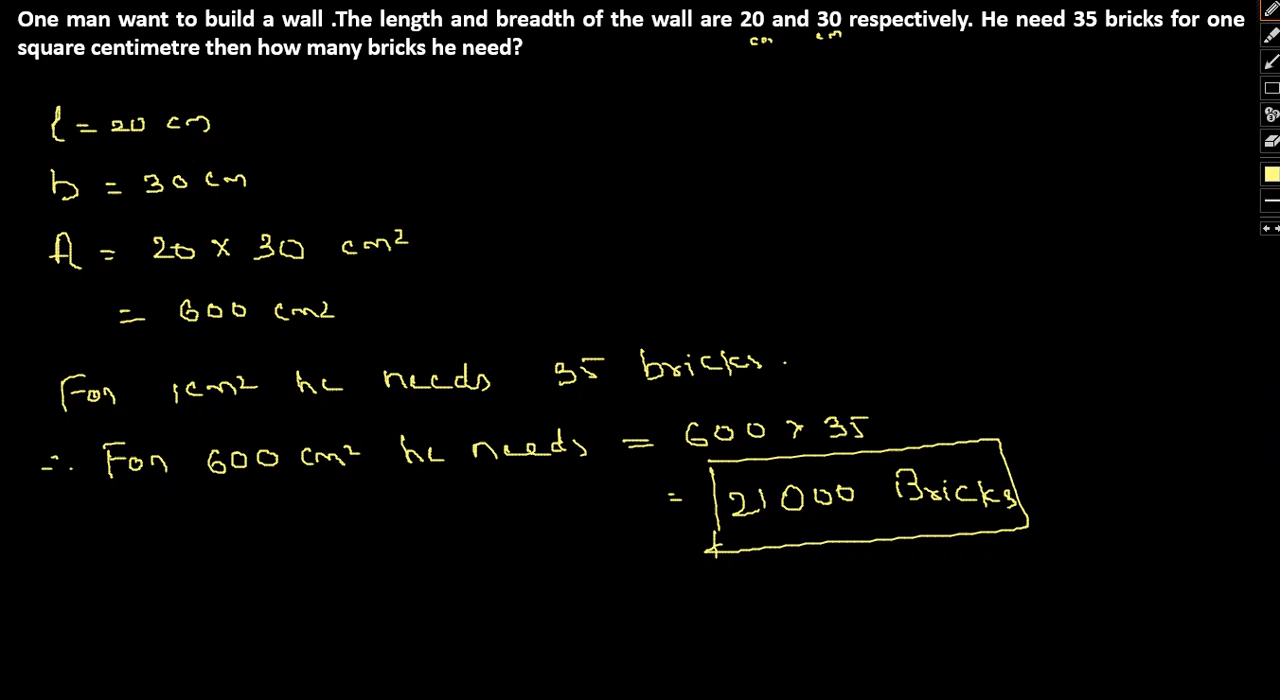 One man want to build a wall .The length and breadth of the wall are 20 and 30 respectively. He need 35 bricks for one
cm cm
square centimetre then how many bricks he need?
l = 20 cm
b = 30 cm
A = 20 × 30 cm²
= 600 cm²
For 1cm² he needs 35 bricks.
∴ For 600 cm² he needs = 600 × 35
= 21000 Bricks